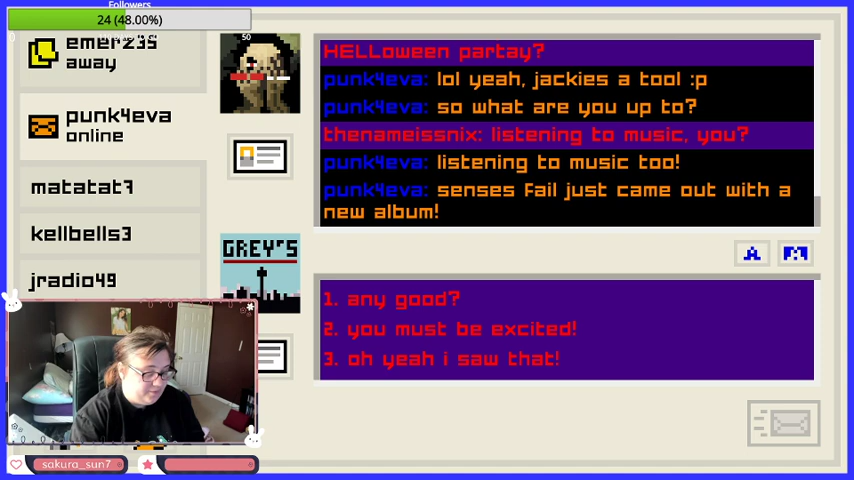 Followers
24 (48.00%)
0
50
emerz35
away
punk4eva
online
matatat7
kellbells3
jradio49
GREY'S
HELLoween partay?
punk4eva: lol yeah, jackies a tool :p
punk4eva: so what are you up to?
thenameissnix: listening to music, you?
punk4eva: listening to music too!
punk4eva: senses fail just came out with a
new album!
A
1. any good?
2. you must be excited!
3. oh yeah i saw that!
sakura_sun7